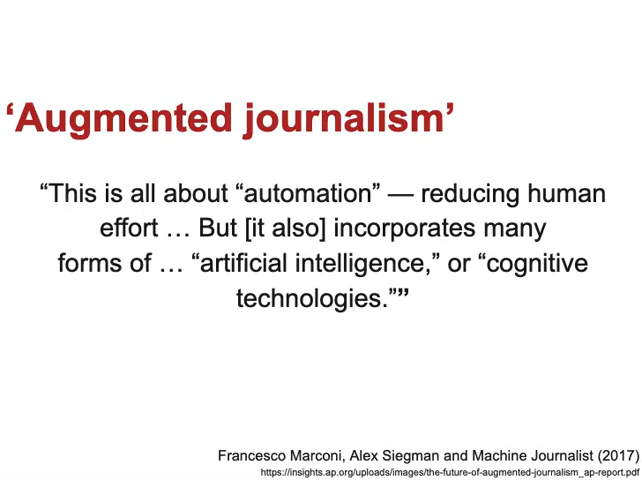 ‘Augmented journalism’
“This is all about “automation” — reducing human
effort … But [it also] incorporates many
forms of … “artificial intelligence,” or “cognitive
technologies.””
Francesco Marconi, Alex Siegman and Machine Journalist (2017)
https://insights.ap.org/uploads/images/the-future-of-augmented-journalism_ap-report.pdf